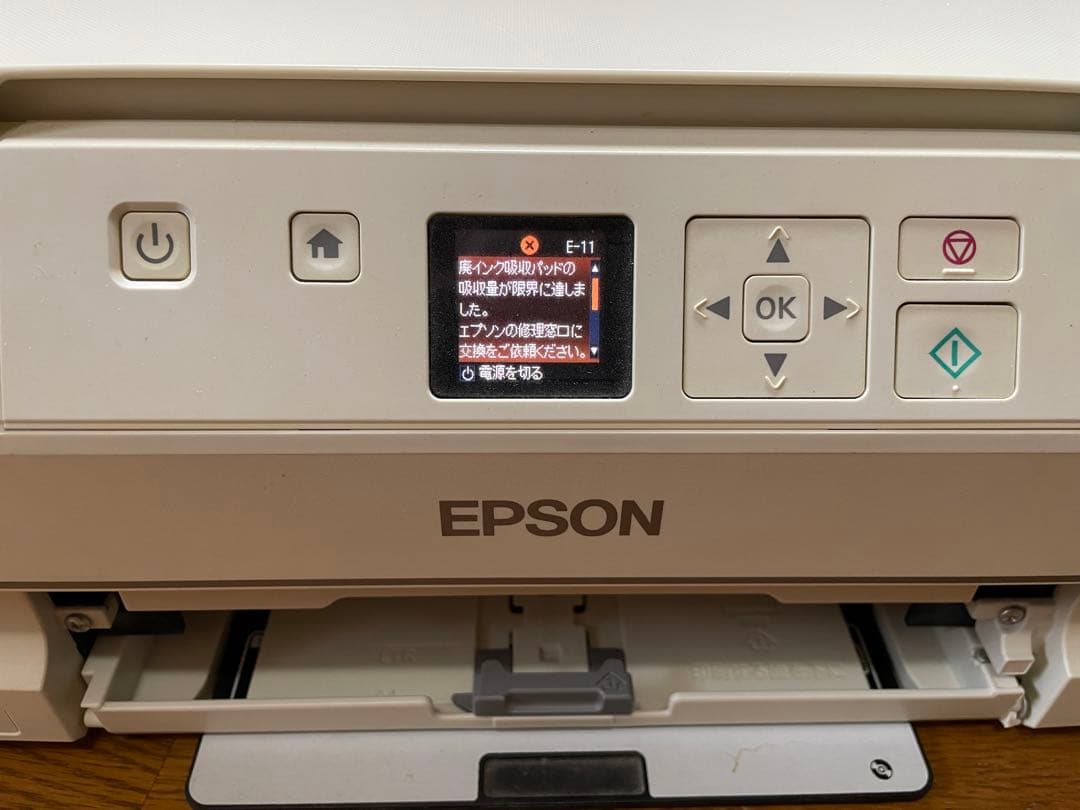 E-11
廃インク吸収パッドの
吸収量が限界に達しま
した。
エプソンの修理窓口に
交換をご依頼ください。
電源を切る
OK
EPSON